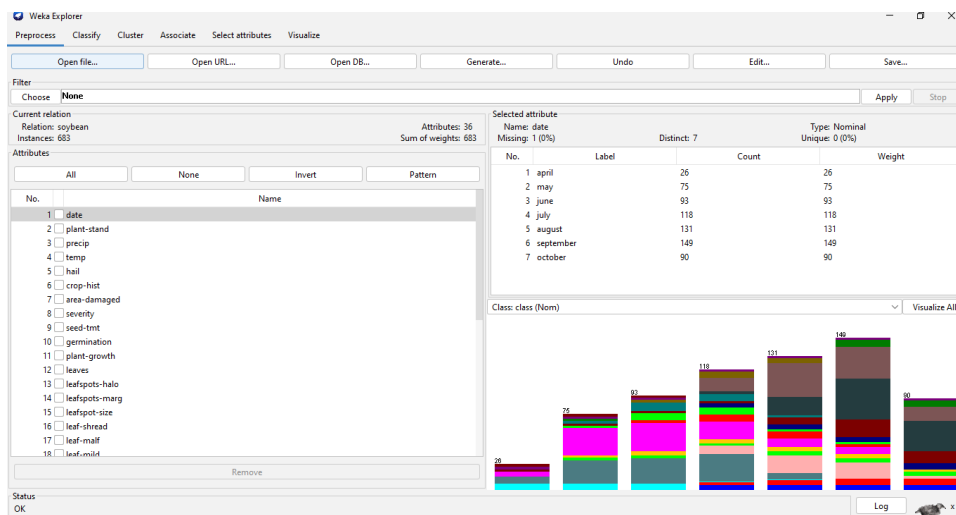 Weka Explorer
Preprocess Classify Cluster Associate Select attributes Visualize
Open file... Open URL... Open DB... Generate... Undo Edit... Save...
Filter
Choose None Apply Stop
Current relation
Relation: soybean Attributes: 36
Instances: 683 Sum of weights: 683
Attributes
All None Invert Pattern
No. Name
1 date
2 plant-stand
3 precip
4 temp
5 hail
6 crop-hist
7 area-damaged
8 severity
9 seed-tmt
10 germination
11 plant-growth
12 leaves
13 leafspots-halo
14 leafspots-marg
15 leafspot-size
16 leaf-shread
17 leaf-malf
18 leaf-mild
Remove
Selected attribute
Name: date Type: Nominal
Missing: 1 (0%) Distinct: 7 Unique: 0 (0%)
No. Label Count Weight
1 april 26 26
2 may 75 75
3 june 93 93
4 july 118 118
5 august 131 131
6 september 149 149
7 october 90 90
Class: class (Nom) Visualize All
26 75 93 118 131 149 90
Status
OK
Log x